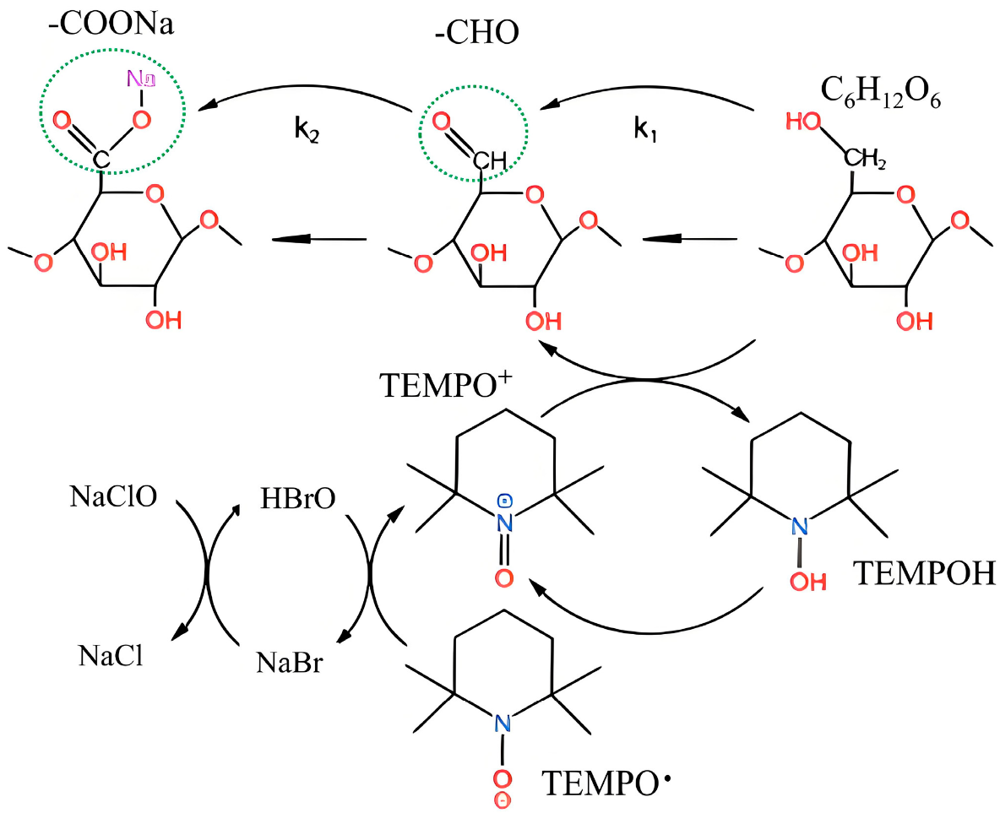 -COONa
-CHO
C₆H₁₂O₆
Na
O
O
C
k₂
O
CH
k₁
HO
CH₂
O
O
O
OH
OH
O
O
O
OH
OH
O
O
O
OH
OH
TEMPO⁺
NaClO
HBrO
N
O
N
OH
TEMPOH
NaCl
NaBr
N
O
TEMPO•